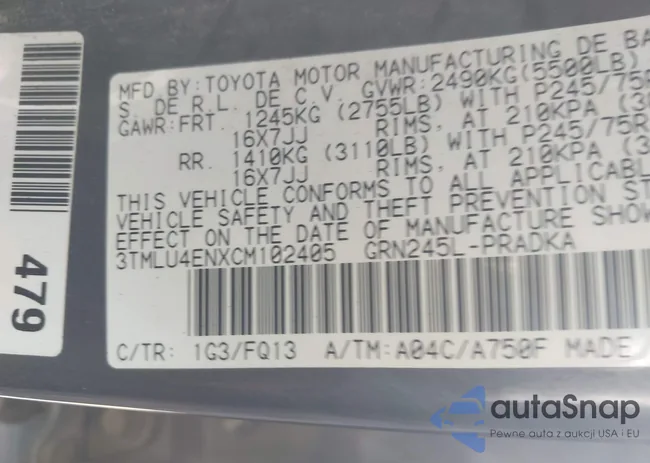 479
MFD. BY: TOYOTA MOTOR MANUFACTURING DE BA
S. DE R.L. DE C.V. GVWR: 2490KG(5500LB)
GAWR:FRT. 1245KG (2755LB) WITH P245/75R
16X7JJ RIMS, AT 210KPA (3
RR. 1410KG (3110LB) WITH P245/75R
16X7JJ RIMS, AT 210KPA (3
THIS VEHICLE CONFORMS TO ALL APPLICABL
VEHICLE SAFETY AND THEFT PREVENTION ST
EFFECT ON THE DATE OF MANUFACTURE SHOW
3TMLU4ENXCM102405 GRN245L-PRADKA
C/TR: 1G3/FQ13 A/TM:A04C/A750F MADE
autaSnap
Pewne auta z aukcji USA i EU